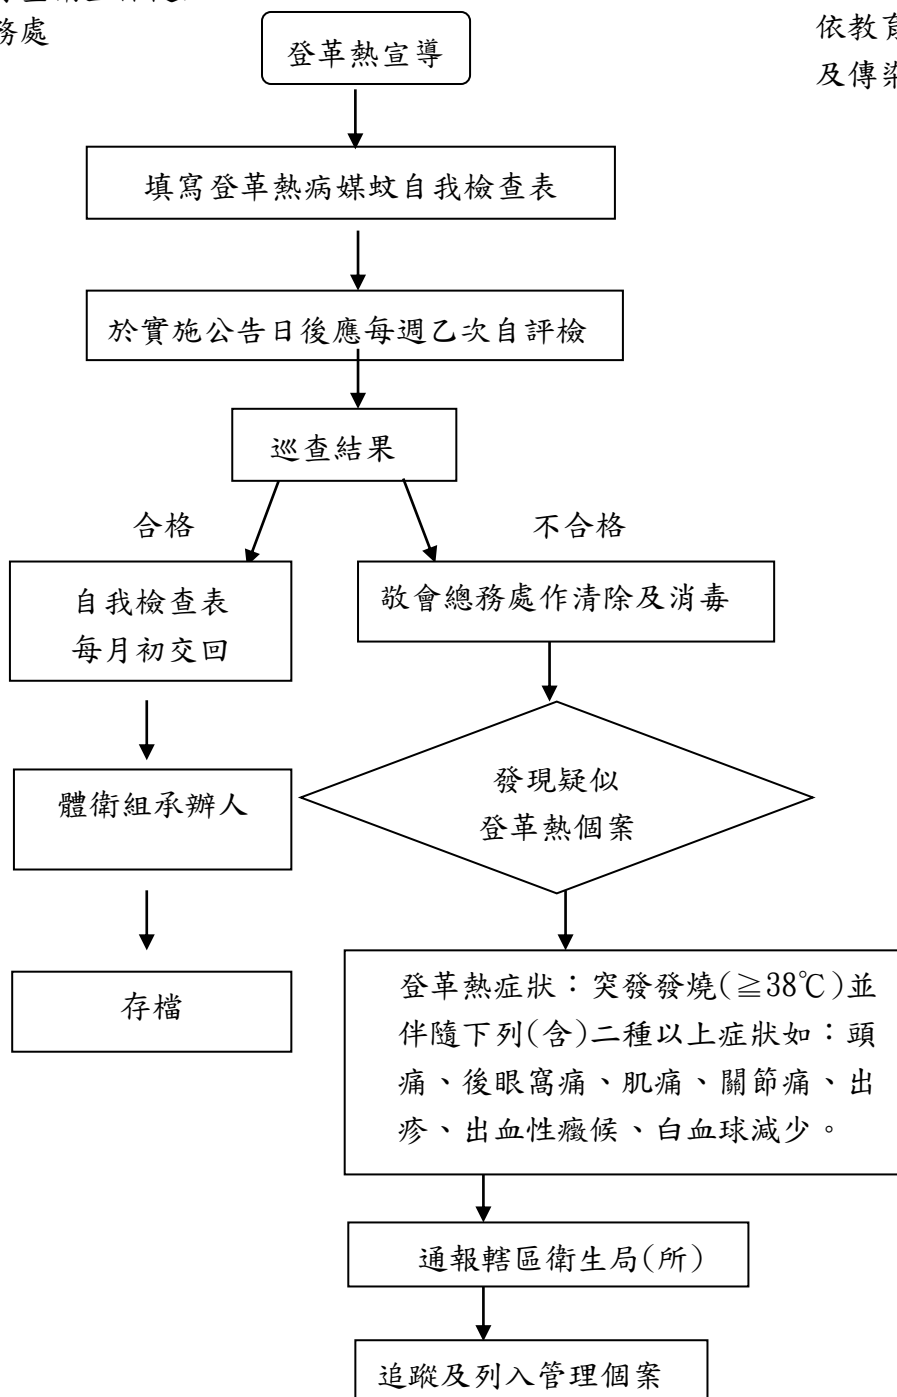 務處
依教育
及傳染
登革熱宣導
填寫登革熱病媒蚊自我檢查表
於實施公告日後應每週乙次自評檢
巡查結果
合格
不合格
自我檢查表
每月初交回
敬會總務處作清除及消毒
體衛組承辦人
發現疑似
登革熱個案
存檔
登革熱症狀：突發發燒(≧38℃)並
伴隨下列(含)二種以上症狀如：頭
痛、後眼窩痛、肌痛、關節痛、出
疹、出血性癥候、白血球減少。
通報轄區衛生局(所)
追蹤及列入管理個案